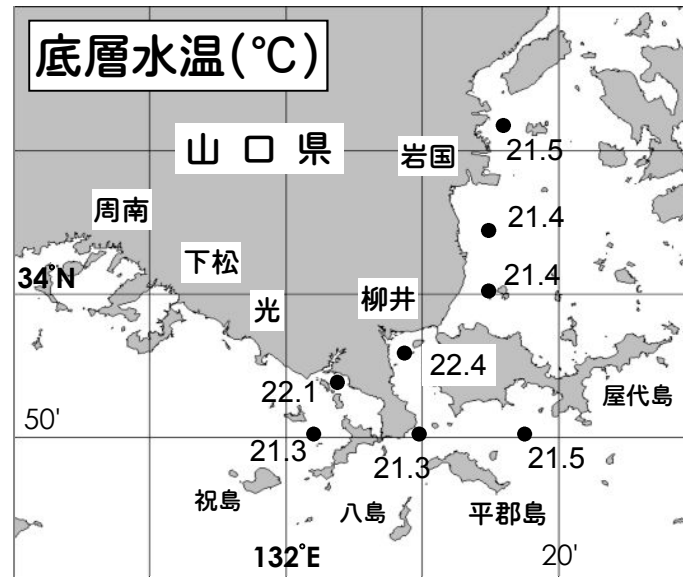 底層水温(℃)
山口県
岩国
21.5
周南
21.4
下松
34°N
21.4
光
柳井
22.4
22.1
屋代島
50'
21.3
21.3
21.5
祝島
八島
平郡島
132°E
20'